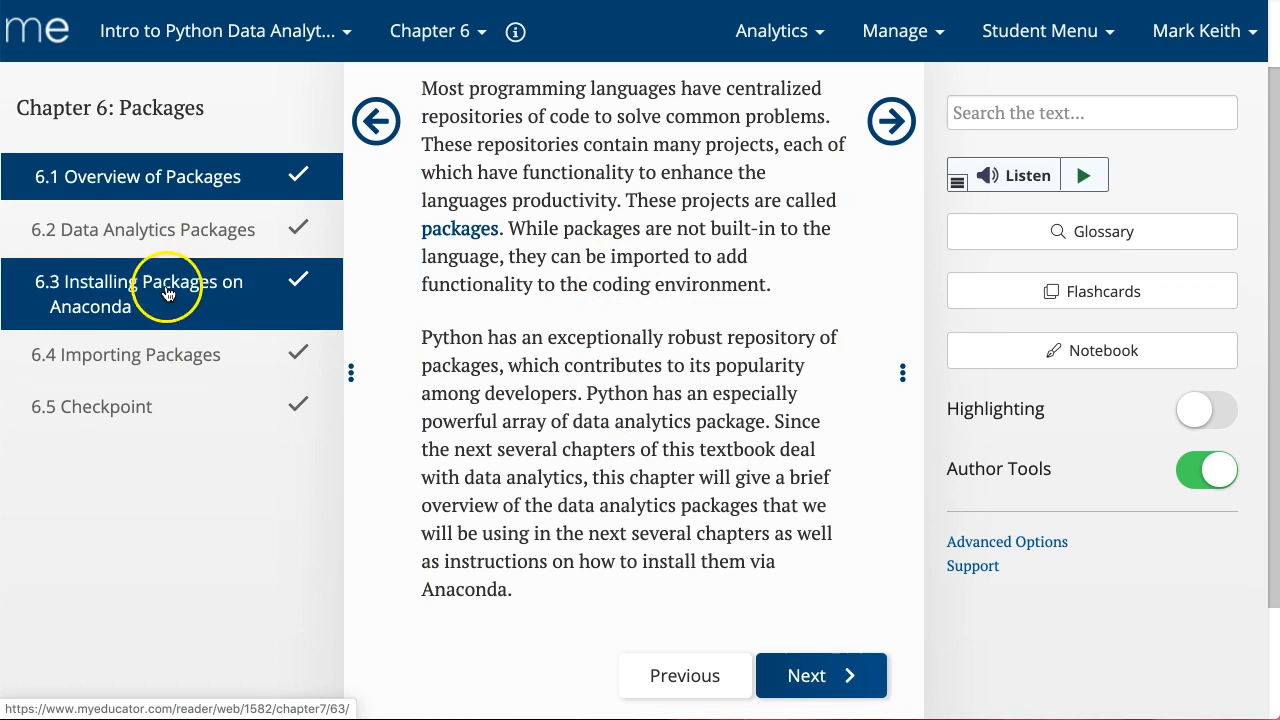 me
Intro to Python Data Analyt...
Chapter 6
Analytics
Manage
Student Menu
Mark Keith
Chapter 6: Packages
6.1 Overview of Packages
6.2 Data Analytics Packages
6.3 Installing Packages on
Anaconda
6.4 Importing Packages
6.5 Checkpoint
Most programming languages have centralized
repositories of code to solve common problems.
These repositories contain many projects, each of
which have functionality to enhance the
languages productivity. These projects are called
packages. While packages are not built-in to the
language, they can be imported to add
functionality to the coding environment.
Python has an exceptionally robust repository of
packages, which contributes to its popularity
among developers. Python has an especially
powerful array of data analytics package. Since
the next several chapters of this textbook deal
with data analytics, this chapter will give a brief
overview of the data analytics packages that we
will be using in the next several chapters as well
as instructions on how to install them via
Anaconda.
Previous
Next
Search the text...
Listen
Glossary
Flashcards
Notebook
Highlighting
Author Tools
Advanced Options
Support
https://www.myeducator.com/reader/web/1582/chapter7/63/